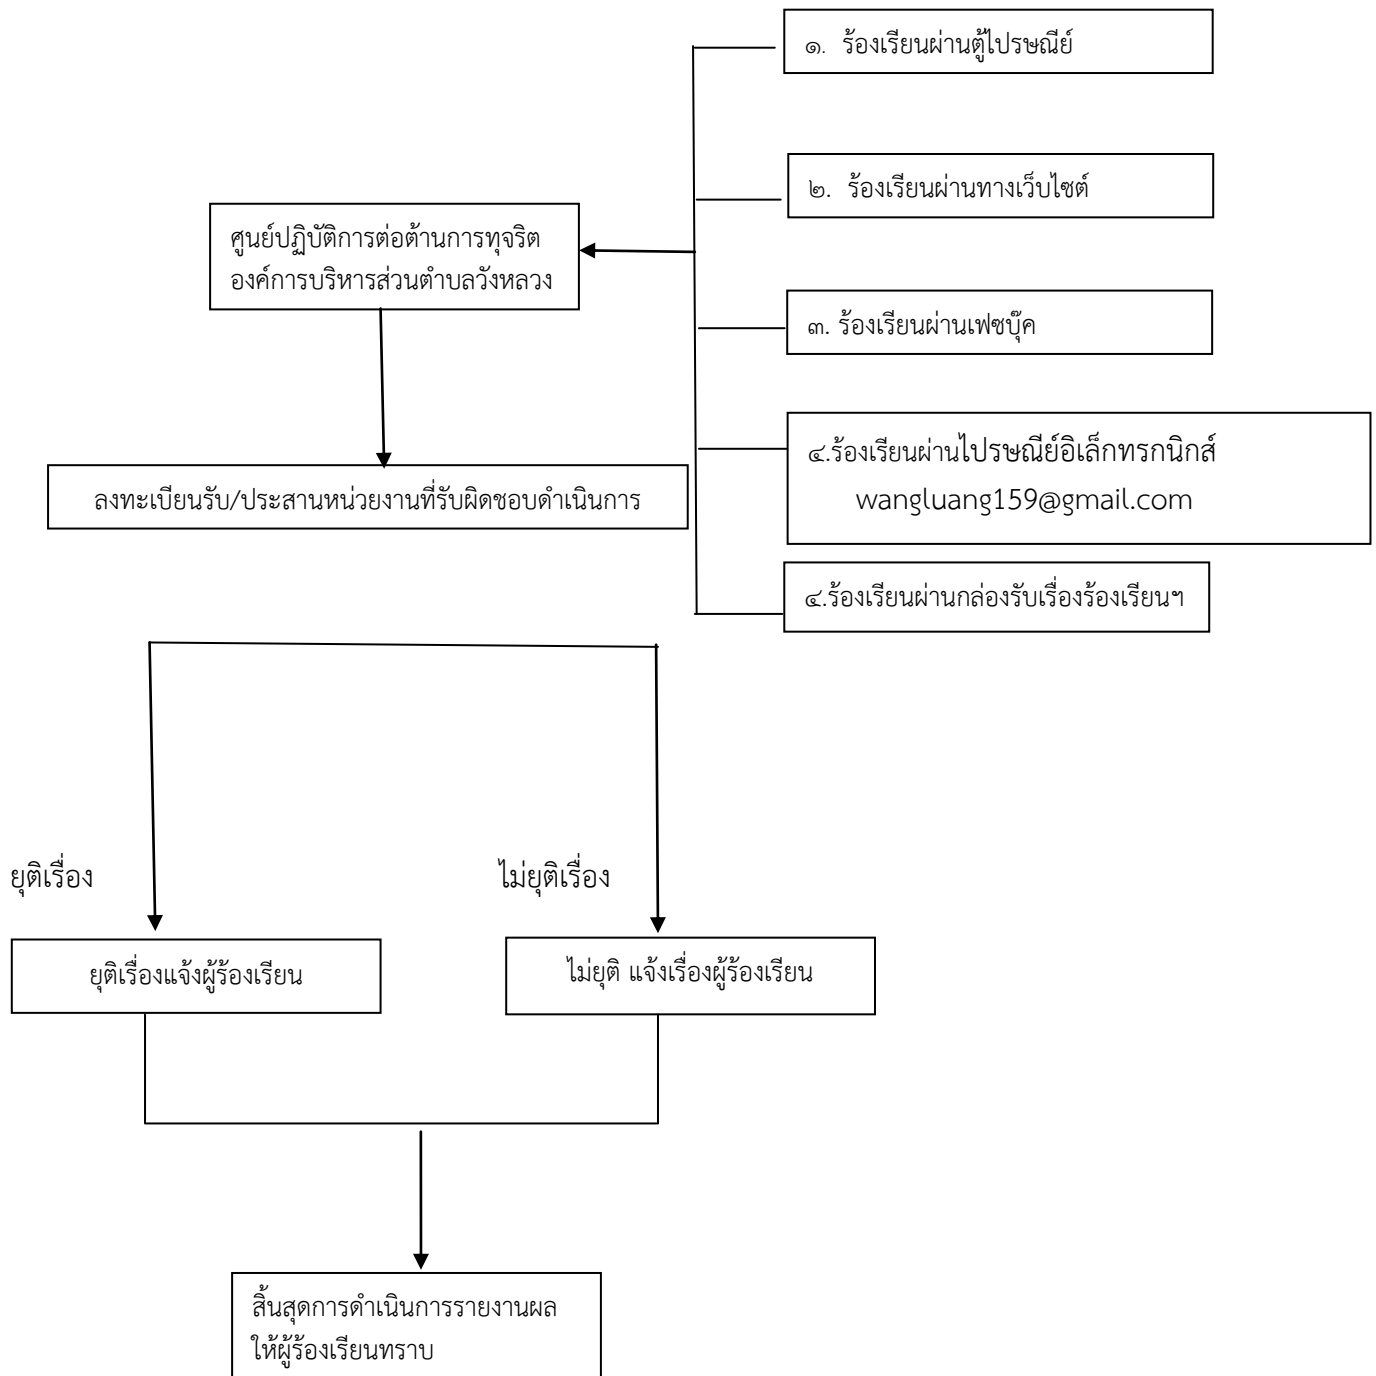 ๑. ร้องเรียนผ่านตู้ไปรษณีย์
๒. ร้องเรียนผ่านทางเว็บไซต์
ศูนย์ปฏิบัติการต่อต้านการทุจริต
องค์การบริหารส่วนตำบลวังหลวง
๓. ร้องเรียนผ่านเฟซบุ๊ค
๔.ร้องเรียนผ่านไปรษณีย์อิเล็กทรกนิกส์
wangluang159@gmail.com
ลงทะเบียนรับ/ประสานหน่วยงานที่รับผิดชอบดำเนินการ
๔.ร้องเรียนผ่านกล่องรับเรื่องร้องเรียนฯ
ยุติเรื่อง
ไม่ยุติเรื่อง
ยุติเรื่องแจ้งผู้ร้องเรียน
ไม่ยุติ แจ้งเรื่องผู้ร้องเรียน
สิ้นสุดการดำเนินการรายงานผล
ให้ผู้ร้องเรียนทราบ